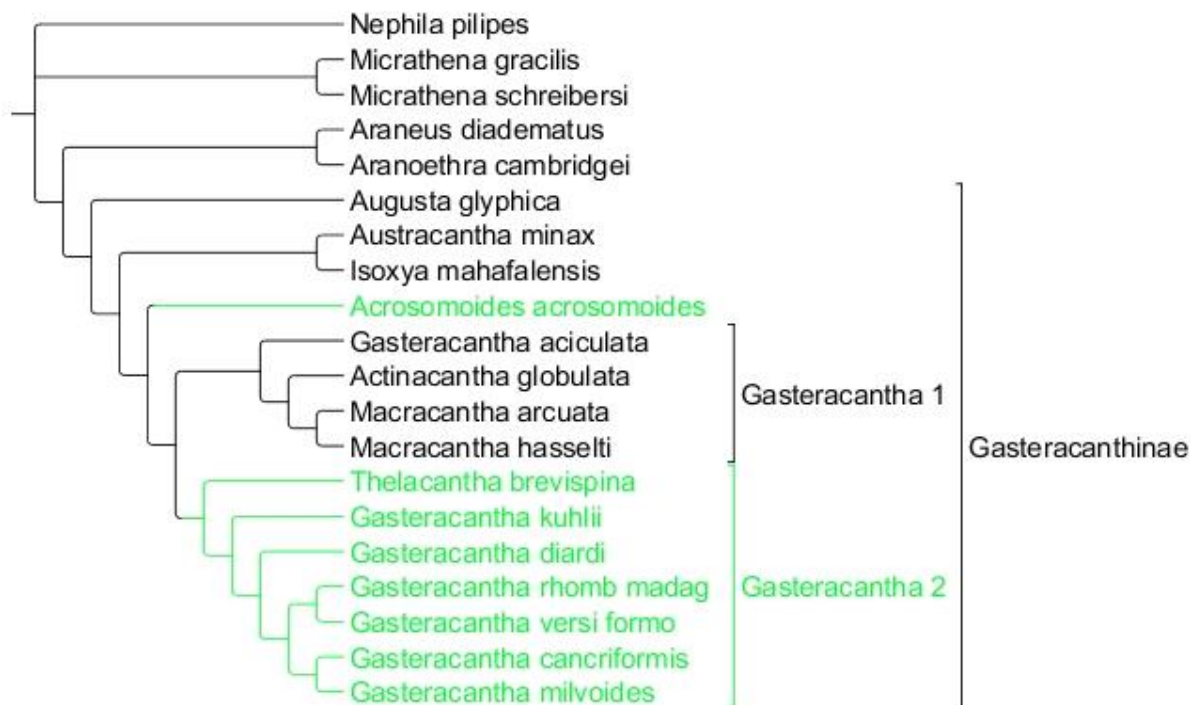 Nephila pilipes
Micrathena gracilis
Micrathena schreibersi
Araneus diadematus
Aranoethra cambridgei
Augusta glyphica
Austracantha minax
Isoxya mahafalensis
Acrosomoides acrosomoides
Gasteracantha aciculata
Actinacantha globulata
Macracantha arcuata
Macracantha hasselti
Gasteracantha 1
Gasteracanthinae
Thelacantha brevispina
Gasteracantha kuhlii
Gasteracantha diardi
Gasteracantha rhomb madag
Gasteracantha versi formo
Gasteracantha cancriformis
Gasteracantha milvoides
Gasteracantha 2